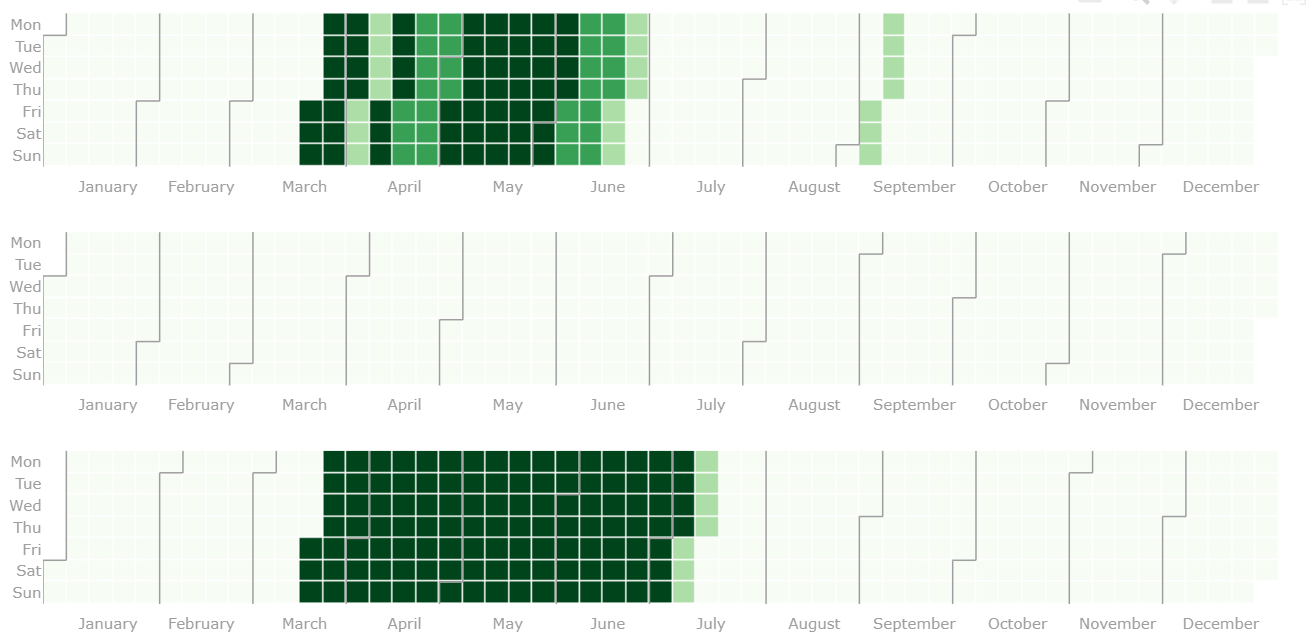 Mon
Tue
Wed
Thu
Fri
Sat
Sun
January February March April May June July August September October November December
Mon
Tue
Wed
Thu
Fri
Sat
Sun
January February March April May June July August September October November December
Mon
Tue
Wed
Thu
Fri
Sat
Sun
January February March April May June July August September October November December